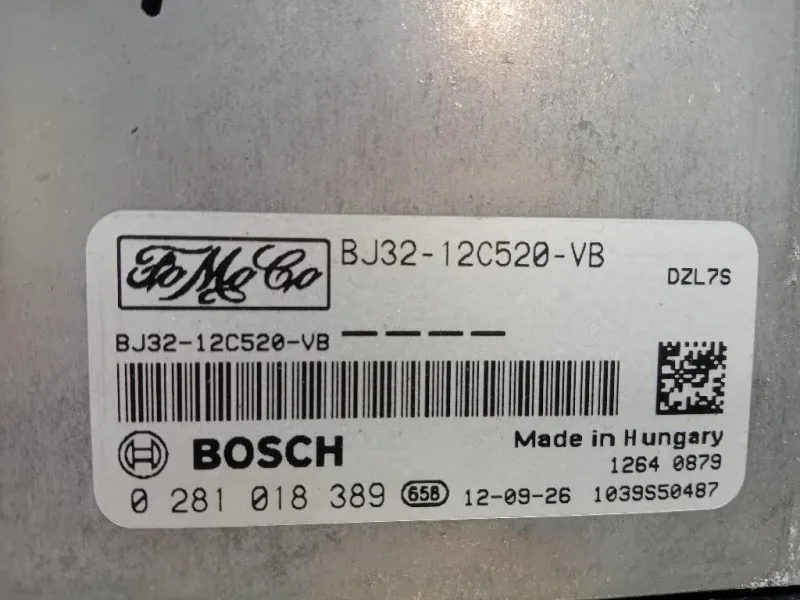 FoMoCo BJ32-12C520-VB
DZL7S
BJ32-12C520-VB
BOSCH
Made in Hungary
1264 0879
0 281 018 389 65B 12-09-26 1039S50487